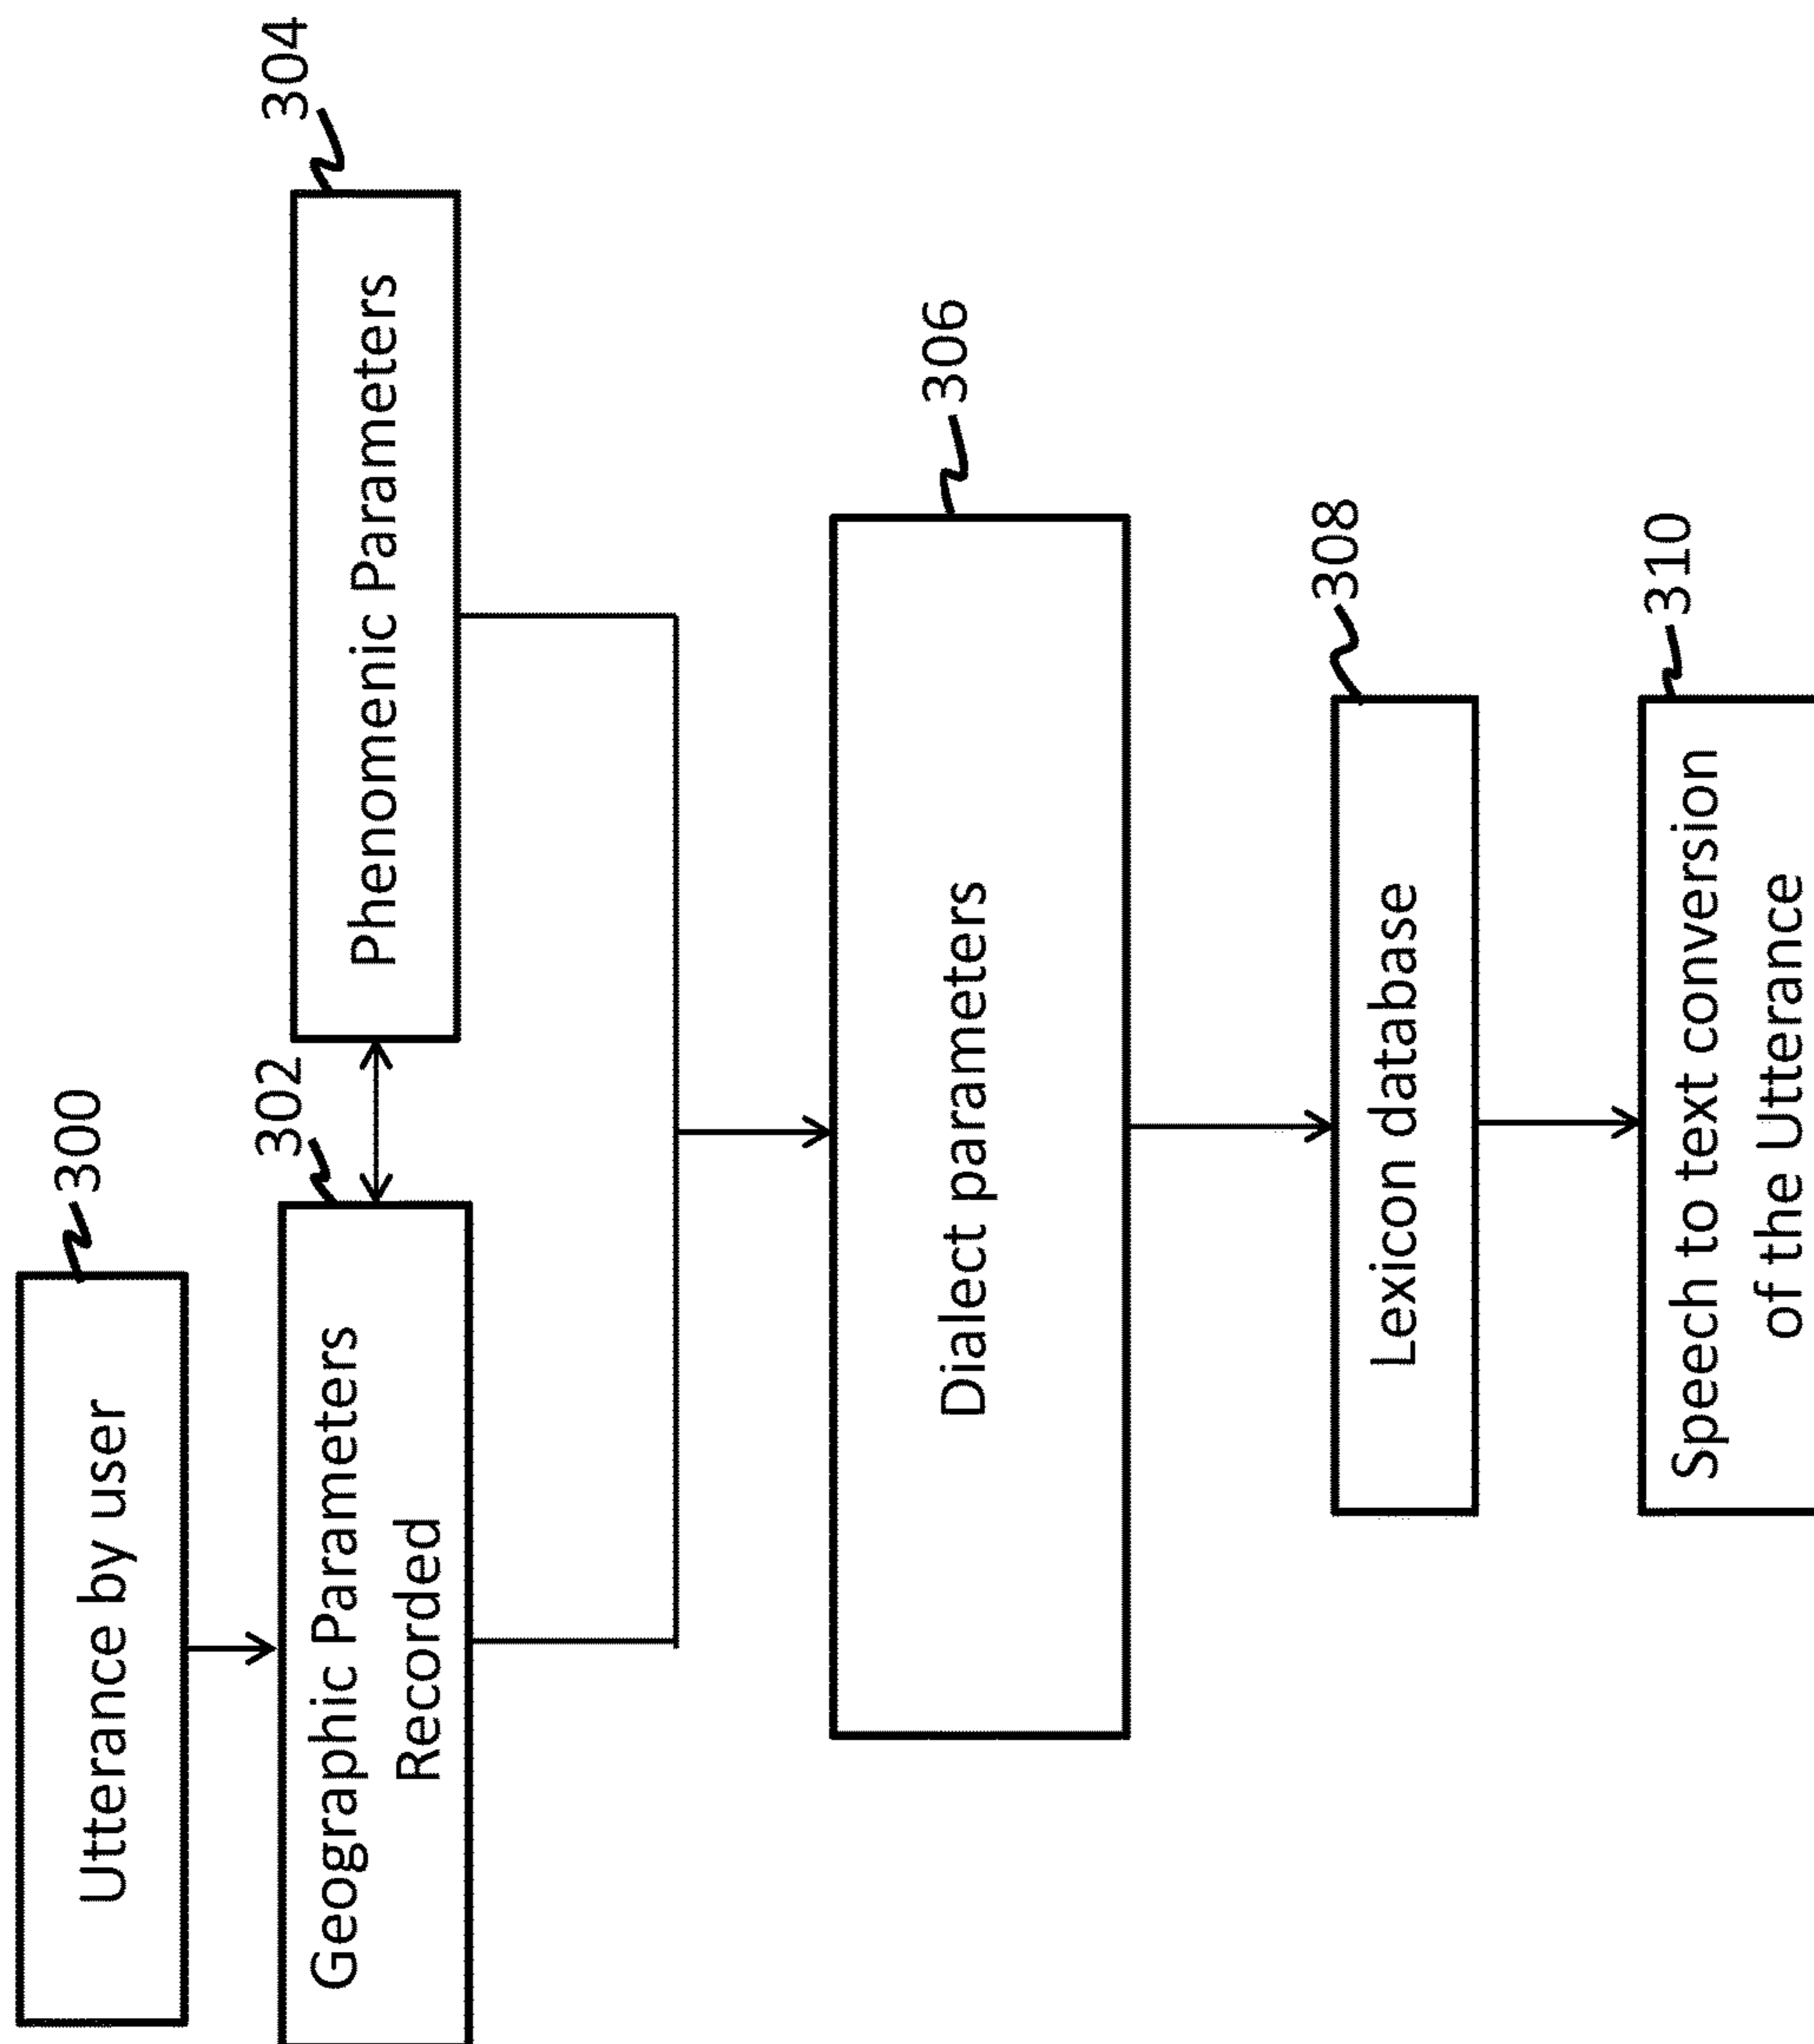 Utterance by user
300
Geographic Parameters
Recorded
302
Phenomenic Parameters
304
Dialect parameters
306
Lexicon database
308
Speech to text conversion
of the Utterance
310